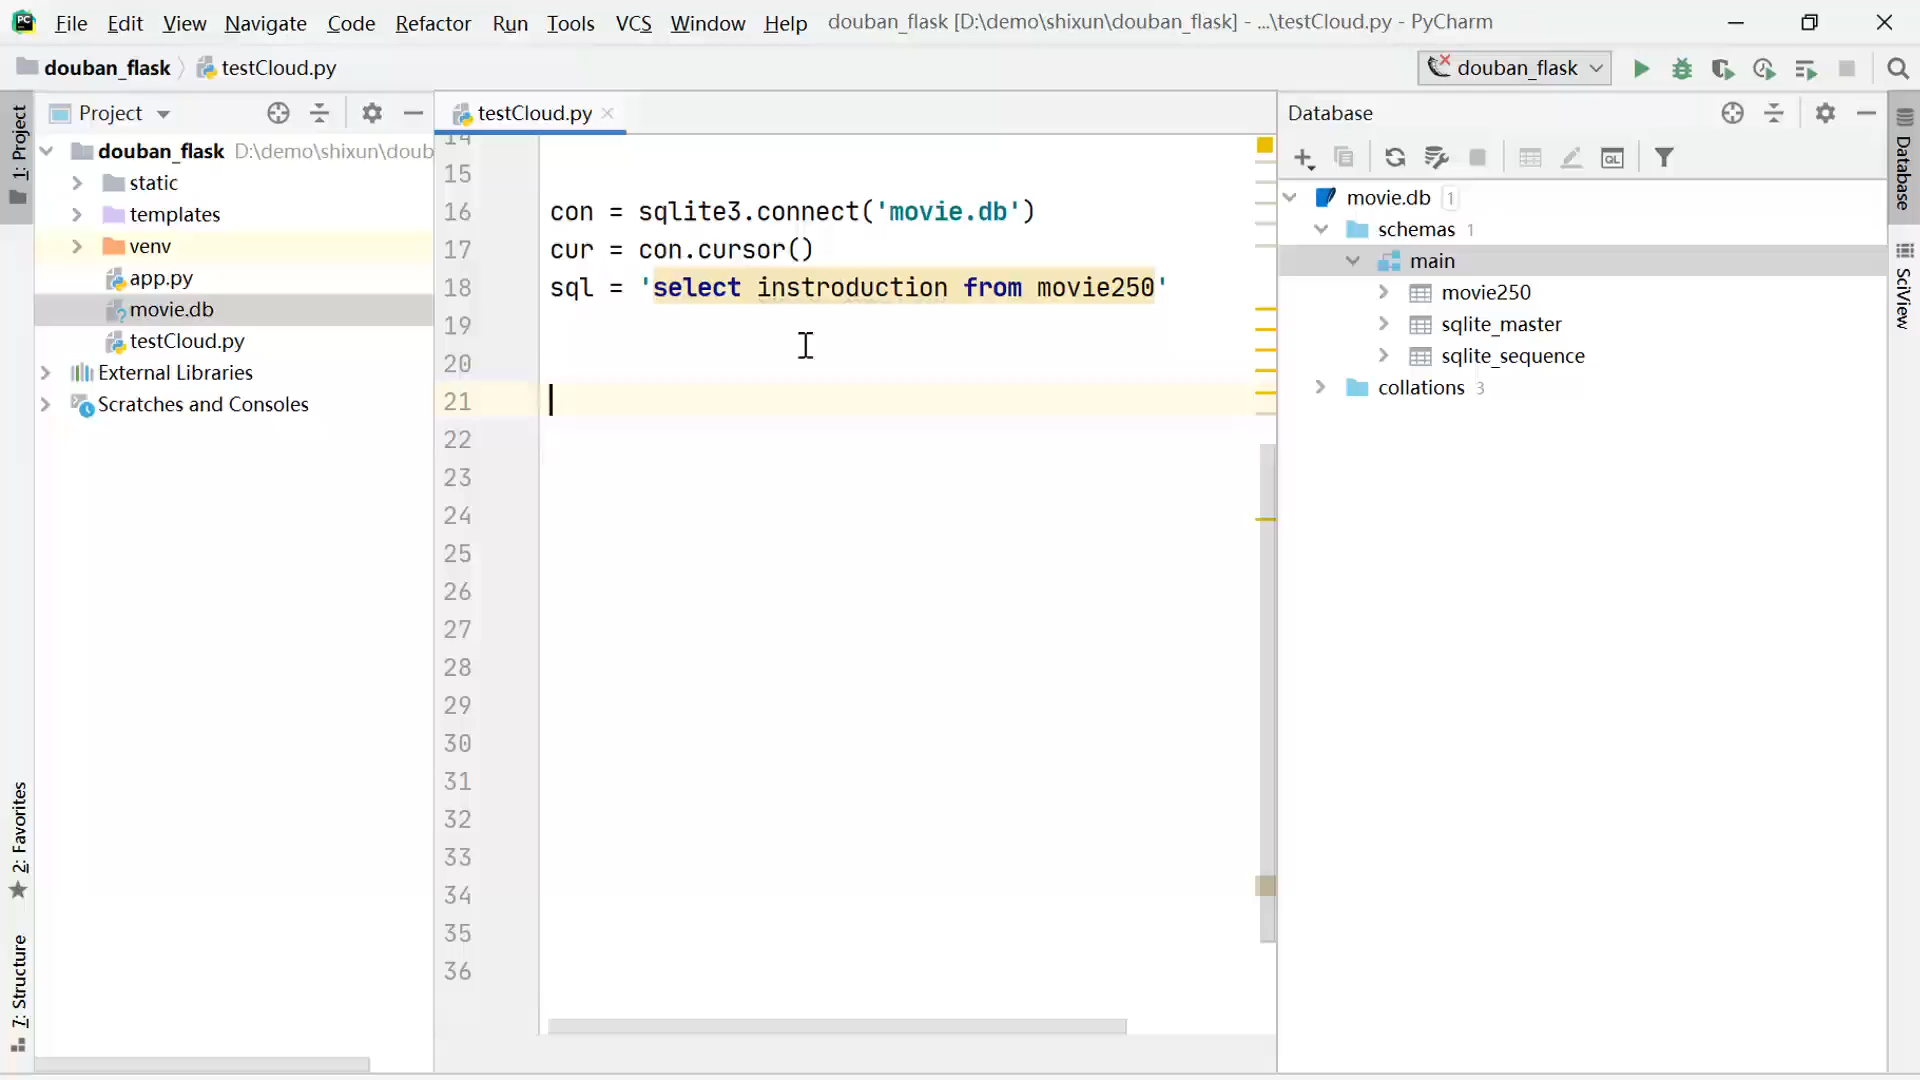 File Edit View Navigate Code Refactor Run Tools VCS Window Help douban_flask [D:\demo\shixun\douban_flask] - ...\testCloud.py - PyCharm
douban_flask testCloud.py douban_flask
1: Project
Project
douban_flask D:\demo\shixun\doub
static
templates
venv
app.py
movie.db
testCloud.py
External Libraries
Scratches and Consoles
2: Favorites
7: Structure
testCloud.py
14
15
16 con = sqlite3.connect('movie.db')
17 cur = con.cursor()
18 sql = 'select instroduction from movie250'
19
20
21
22
23
24
25
26
27
28
29
30
31
32
33
34
35
36
Database
movie.db 1
schemas 1
main
movie250
sqlite_master
sqlite_sequence
collations 3
Database
SciView